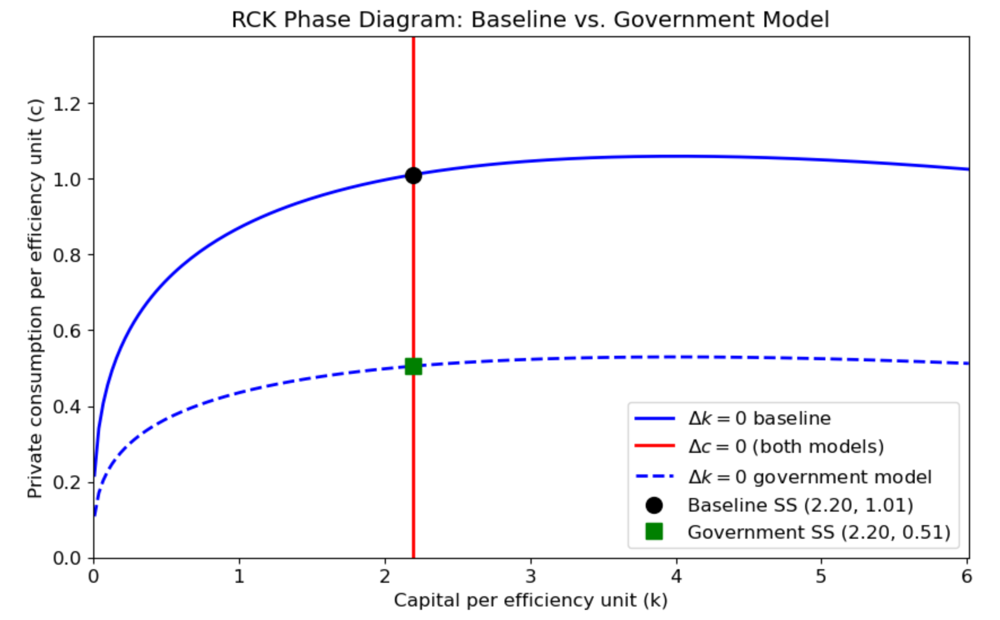 RCK Phase Diagram: Baseline vs. Government Model
Private consumption per efficiency unit (c)
1.2
1.0
0.8
0.6
0.4
0.2
0.0
0 1 2 3 4 5 6
Capital per efficiency unit (k)
Δk = 0 baseline
Δc = 0 (both models)
Δk = 0 government model
Baseline SS (2.20, 1.01)
Government SS (2.20, 0.51)